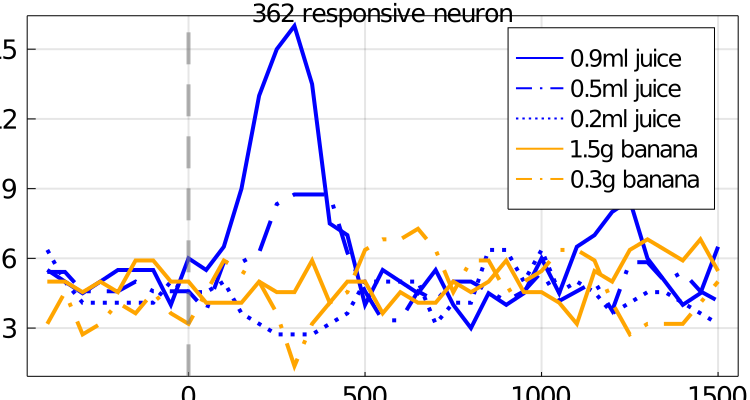 362 responsive neuron
0.9ml juice
0.5ml juice
0.2ml juice
1.5g banana
0.3g banana
5
2
9
6
3
0
500
1000
1500